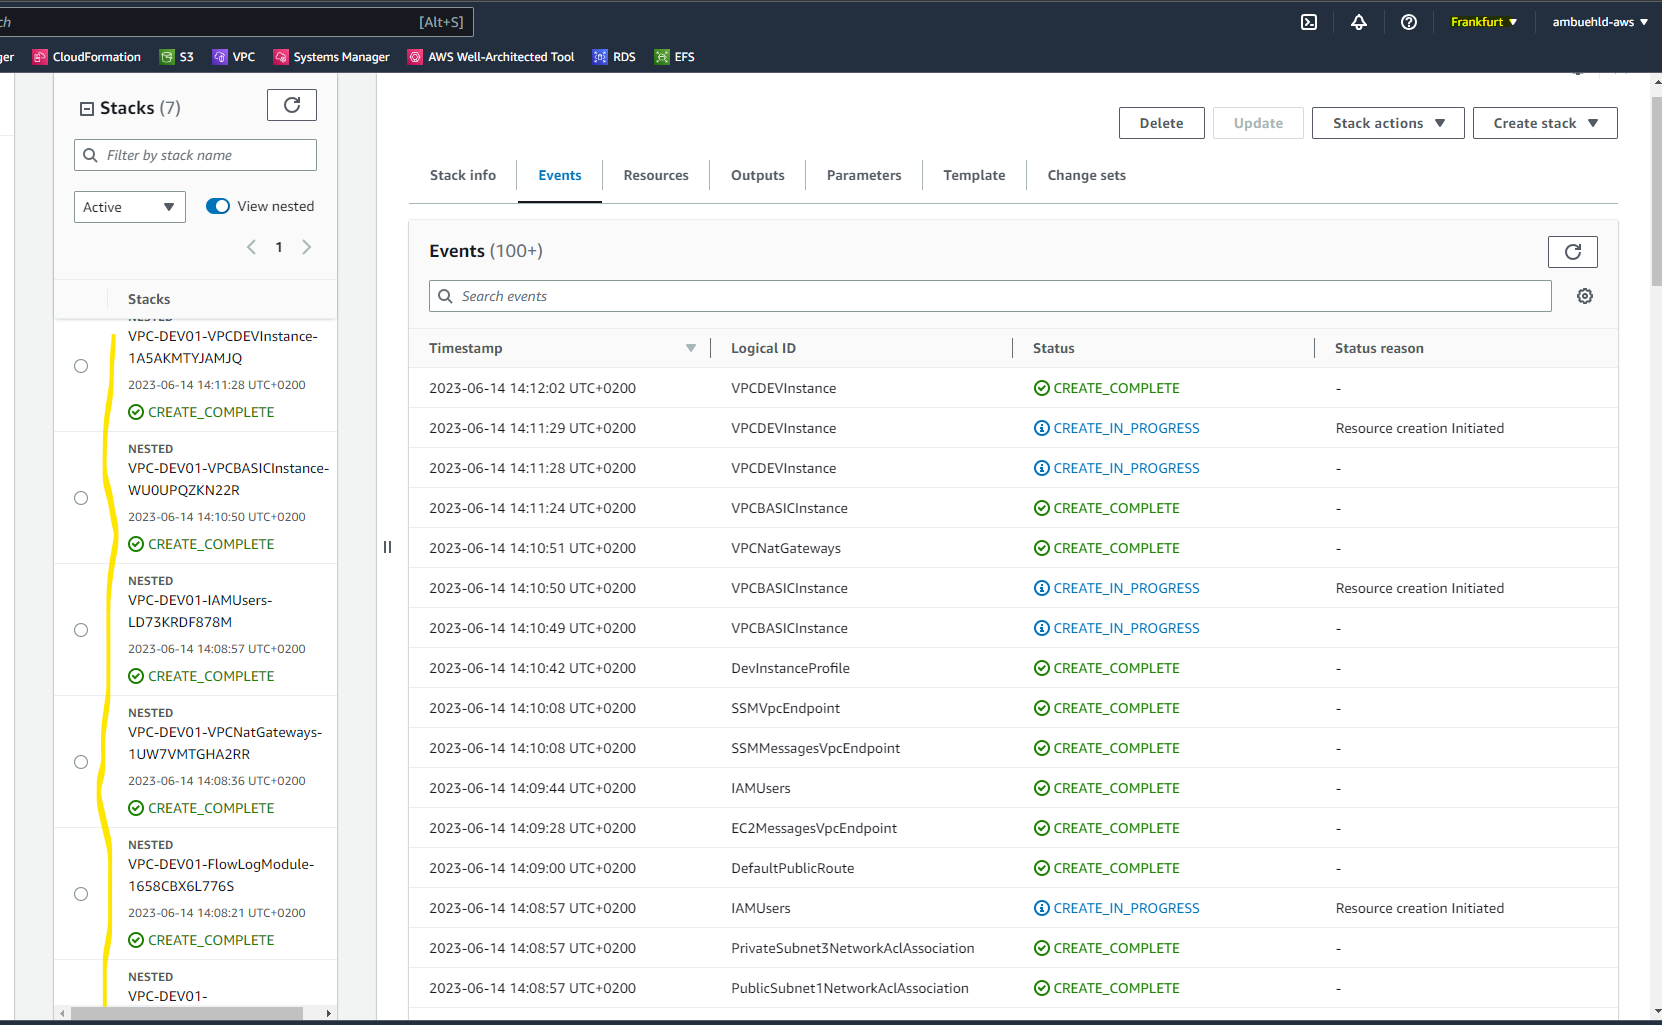 ch [Alt+S] Frankfurt ▼ ambuehld-aws ▼
ger CloudFormation S3 VPC Systems Manager AWS Well-Architected Tool RDS EFS
Stacks (7)
Filter by stack name
Active ▼ View nested
< 1 >
Stacks
NESTED
VPC-DEV01-VPCDEVInstance-
1A5AKMTYJAMJQ
2023-06-14 14:11:28 UTC+0200
CREATE_COMPLETE
NESTED
VPC-DEV01-VPCBASICInstance-
WU0UPQZKN22R
2023-06-14 14:10:50 UTC+0200
CREATE_COMPLETE
NESTED
VPC-DEV01-IAMUsers-
LD73KRDF878M
2023-06-14 14:08:57 UTC+0200
CREATE_COMPLETE
NESTED
VPC-DEV01-VPCNatGateways-
1UW7VMTGHA2RR
2023-06-14 14:08:36 UTC+0200
CREATE_COMPLETE
NESTED
VPC-DEV01-FlowLogModule-
1658CBX6L776S
2023-06-14 14:08:21 UTC+0200
CREATE_COMPLETE
NESTED
VPC-DEV01-
Delete Update Stack actions ▼ Create stack ▼
Stack info Events Resources Outputs Parameters Template Change sets
Events (100+)
Search events
Timestamp ▼ Logical ID Status Status reason
2023-06-14 14:12:02 UTC+0200 VPCDEVInstance CREATE_COMPLETE -
2023-06-14 14:11:29 UTC+0200 VPCDEVInstance CREATE_IN_PROGRESS Resource creation Initiated
2023-06-14 14:11:28 UTC+0200 VPCDEVInstance CREATE_IN_PROGRESS -
2023-06-14 14:11:24 UTC+0200 VPCBASICInstance CREATE_COMPLETE -
2023-06-14 14:10:51 UTC+0200 VPCNatGateways CREATE_COMPLETE -
2023-06-14 14:10:50 UTC+0200 VPCBASICInstance CREATE_IN_PROGRESS Resource creation Initiated
2023-06-14 14:10:49 UTC+0200 VPCBASICInstance CREATE_IN_PROGRESS -
2023-06-14 14:10:42 UTC+0200 DevInstanceProfile CREATE_COMPLETE -
2023-06-14 14:10:08 UTC+0200 SSMVpcEndpoint CREATE_COMPLETE -
2023-06-14 14:10:08 UTC+0200 SSMMessagesVpcEndpoint CREATE_COMPLETE -
2023-06-14 14:09:44 UTC+0200 IAMUsers CREATE_COMPLETE -
2023-06-14 14:09:28 UTC+0200 EC2MessagesVpcEndpoint CREATE_COMPLETE -
2023-06-14 14:09:00 UTC+0200 DefaultPublicRoute CREATE_COMPLETE -
2023-06-14 14:08:57 UTC+0200 IAMUsers CREATE_IN_PROGRESS Resource creation Initiated
2023-06-14 14:08:57 UTC+0200 PrivateSubnet3NetworkAclAssociation CREATE_COMPLETE -
2023-06-14 14:08:57 UTC+0200 PublicSubnet1NetworkAclAssociation CREATE_COMPLETE -